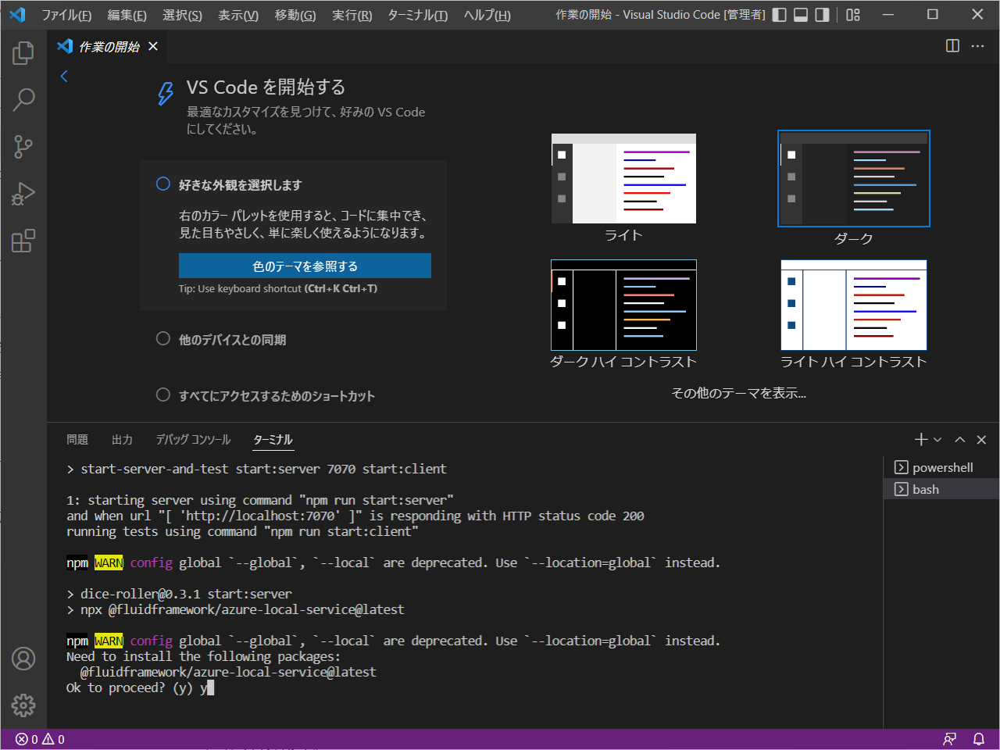 ファイル(F) 編集(E) 選択(S) 表示(V) 移動(G) 実行(R) ターミナル(T) ヘルプ(H) 作業の開始 - Visual Studio Code [管理者]
作業の開始
VS Code を開始する
最適なカスタマイズを見つけて、好みの VS Code
にしてください。
好きな外観を選択します
右のカラー パレットを使用すると、コードに集中でき、
見た目もやさしく、単に楽しく使えるようになります。
色のテーマを参照する
Tip: Use keyboard shortcut (Ctrl+K Ctrl+T)
他のデバイスとの同期
すべてにアクセスするためのショートカット
ライト
ダーク
ダーク ハイ コントラスト
ライト ハイ コントラスト
その他のテーマを表示...
問題 出力 デバッグ コンソール ターミナル
> start-server-and-test start:server 7070 start:client
1: starting server using command "npm run start:server"
and when url "[ 'http://localhost:7070' ]" is responding with HTTP status code 200
running tests using command "npm run start:client"
npm WARN config global `--global`, `--local` are deprecated. Use `--location=global` instead.
> dice-roller@0.3.1 start:server
> npx @fluidframework/azure-local-service@latest
npm WARN config global `--global`, `--local` are deprecated. Use `--location=global` instead.
Need to install the following packages:
@fluidframework/azure-local-service@latest
Ok to proceed? (y) y
powershell
bash
0 0